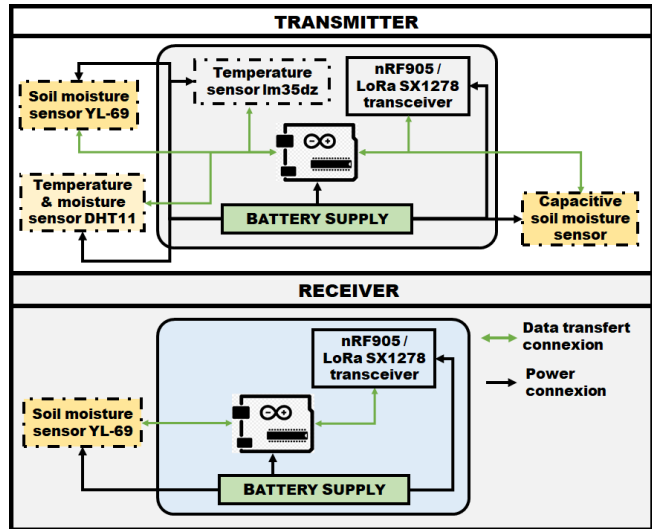 TRANSMITTER
Soil moisture
sensor YL-69
Temperature
sensor lm35dz
nRF905 /
LoRa SX1278
transceiver
Temperature
& moisture
sensor DHT11
BATTERY SUPPLY
Capacitive
soil moisture
sensor
RECEIVER
nRF905 /
LoRa SX1278
transceiver
Data transfert
connexion
Power
connexion
Soil moisture
sensor YL-69
BATTERY SUPPLY